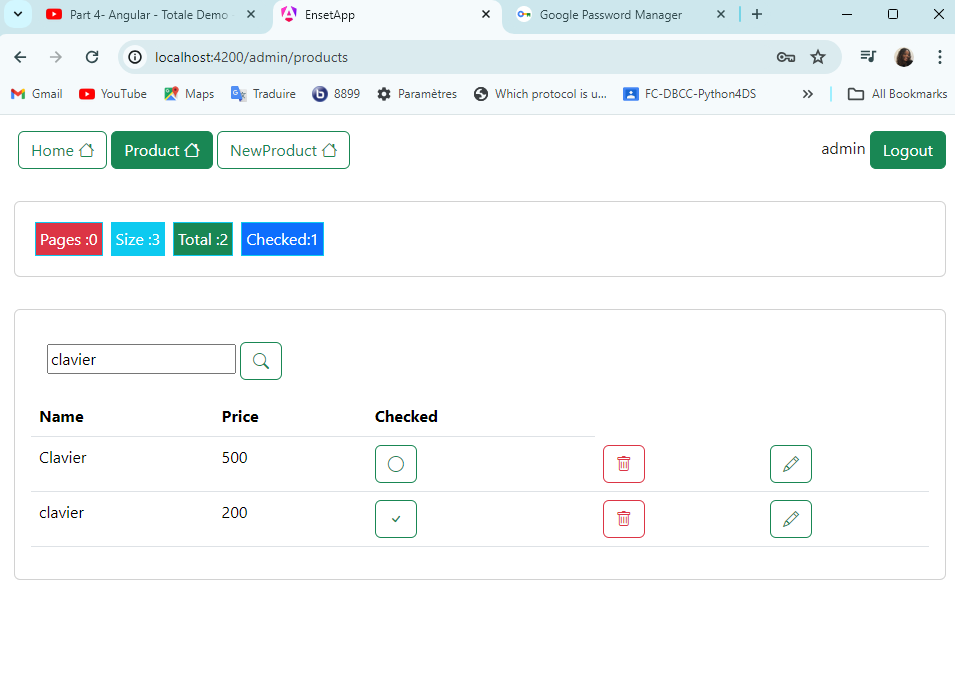 Part 4- Angular - Totale Demo
EnsetApp
Google Password Manager
localhost:4200/admin/products
Gmail YouTube Maps Traduire 8899 Paramètres Which protocol is u... FC-DBCC-Python4DS » All Bookmarks
Home Product NewProduct admin Logout
Pages :0 Size :3 Total :2 Checked:1
clavier
Name Price Checked
Clavier 500
clavier 200